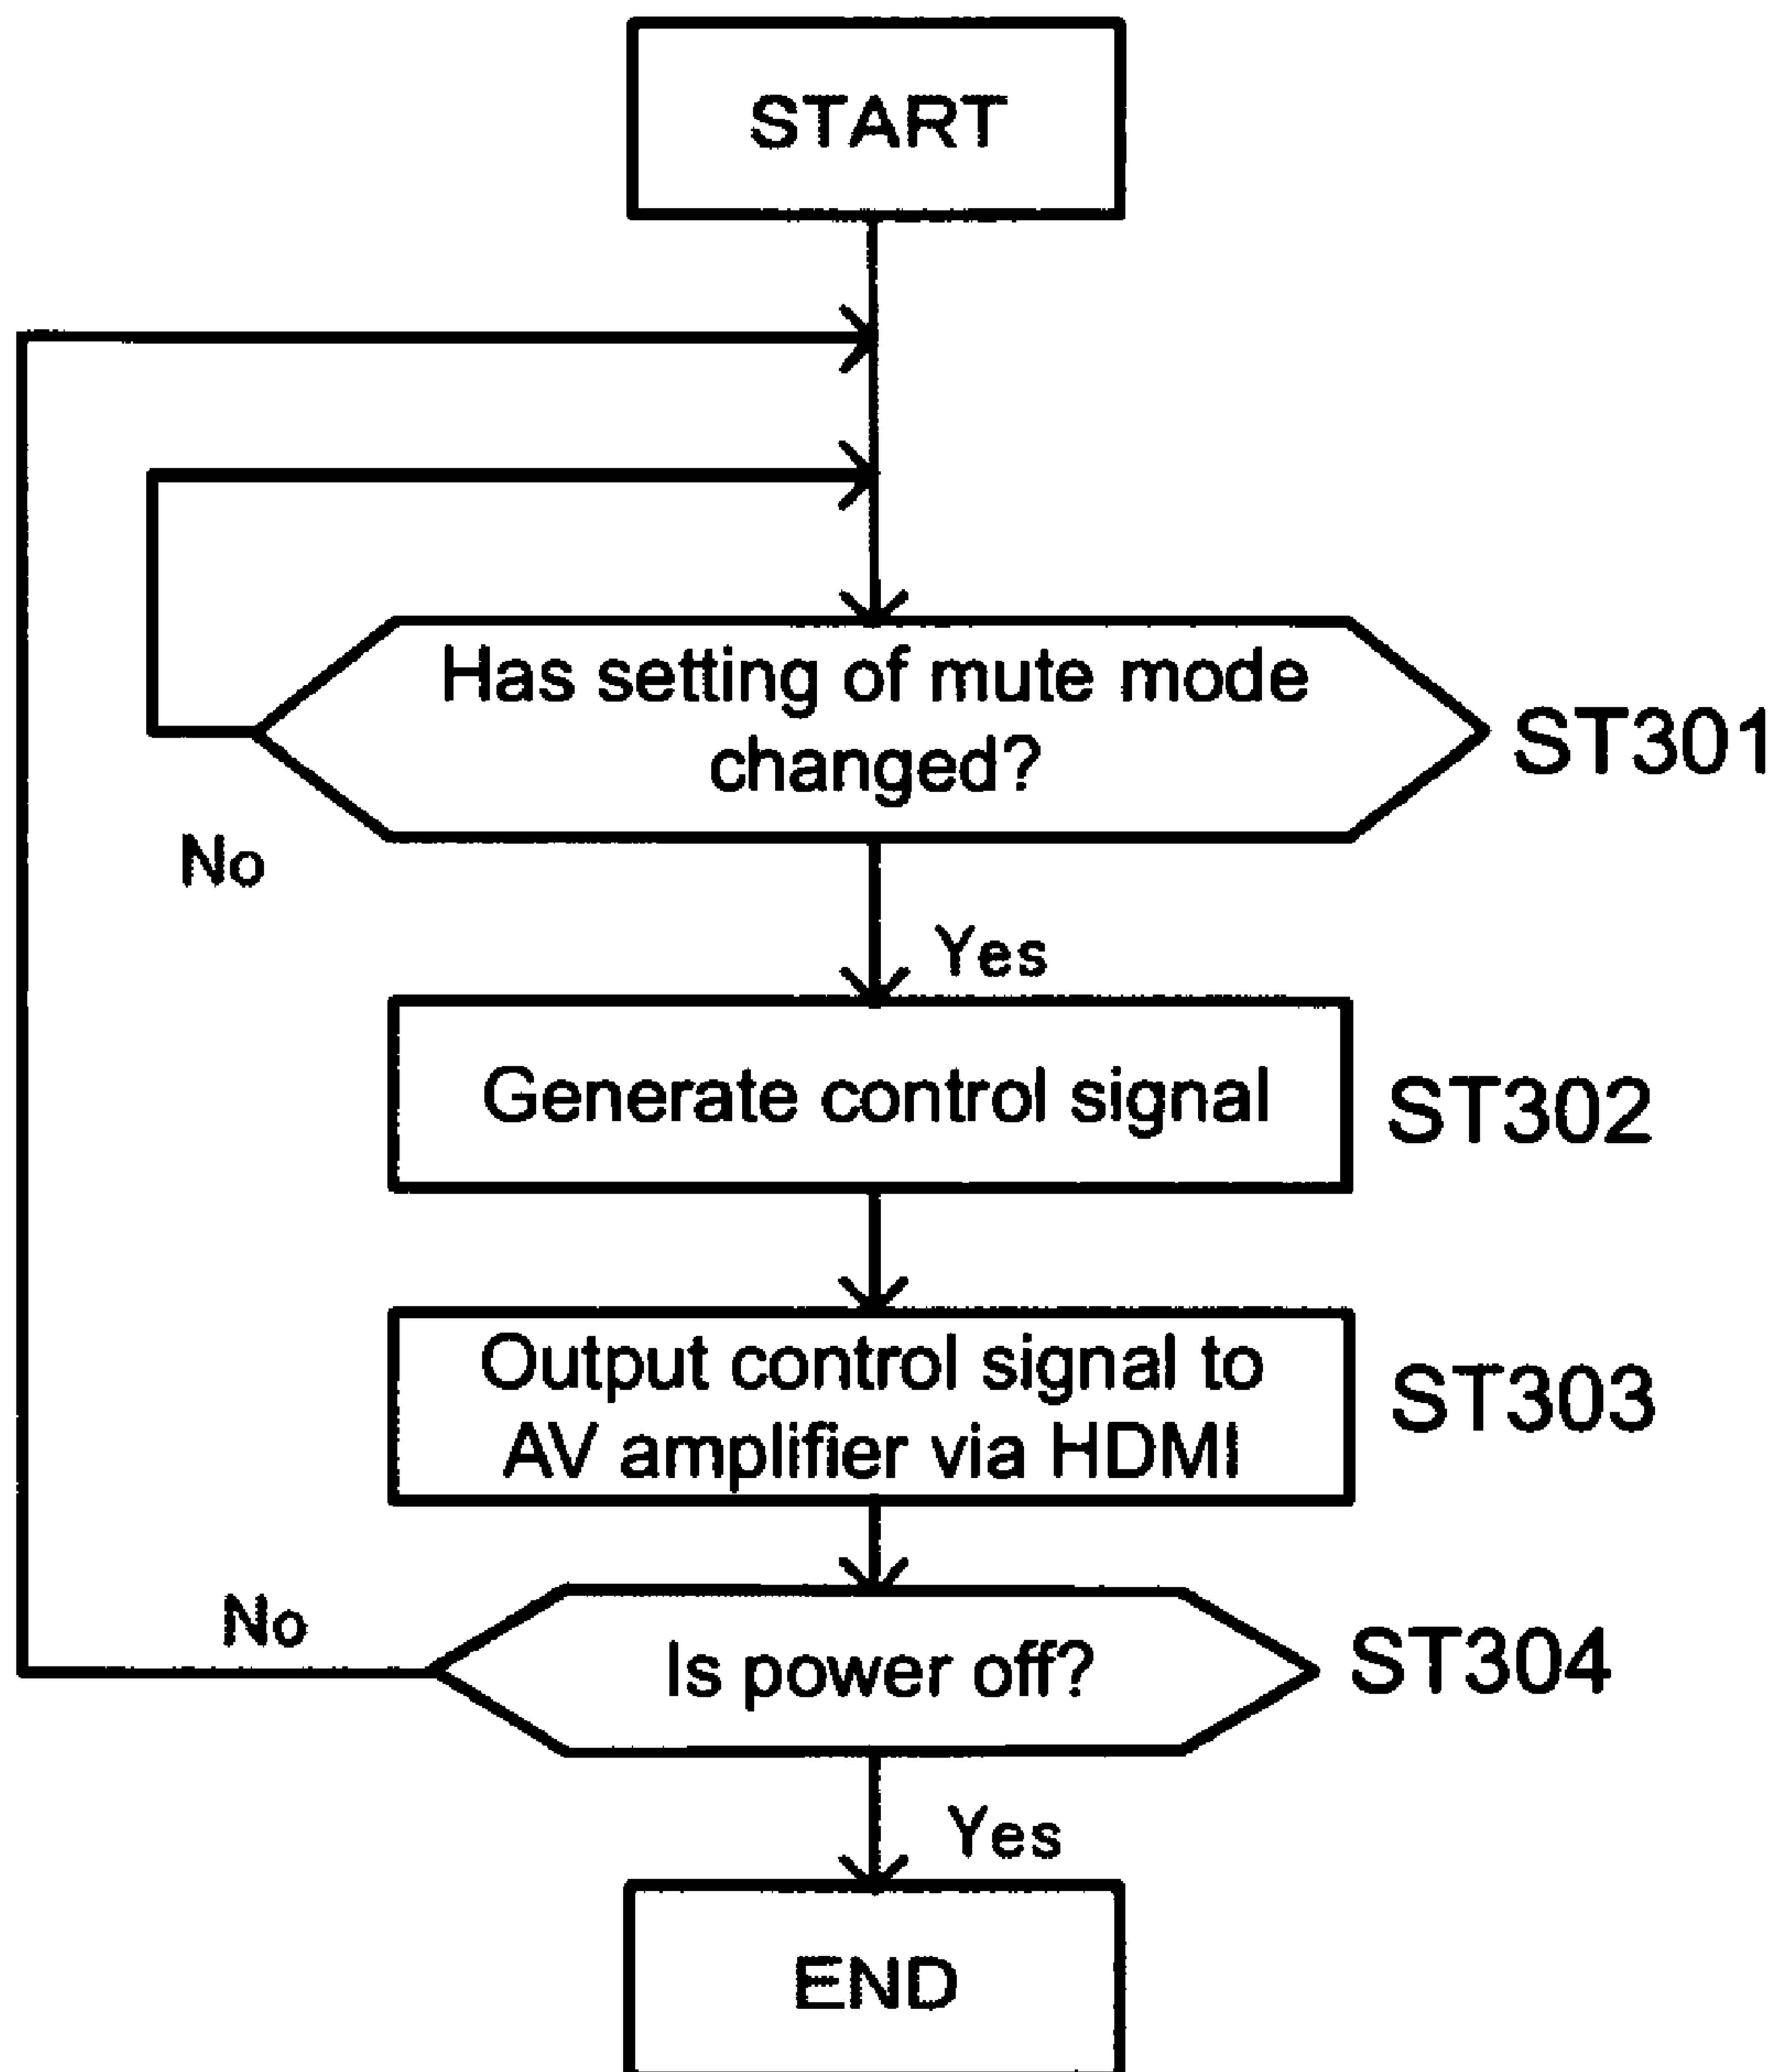 START
Has setting of mute mode
changed?
ST301
No
Yes
Generate control signal
ST302
Output control signal to
AV amplifier via HDMI
ST303
No
Is power off?
ST304
Yes
END